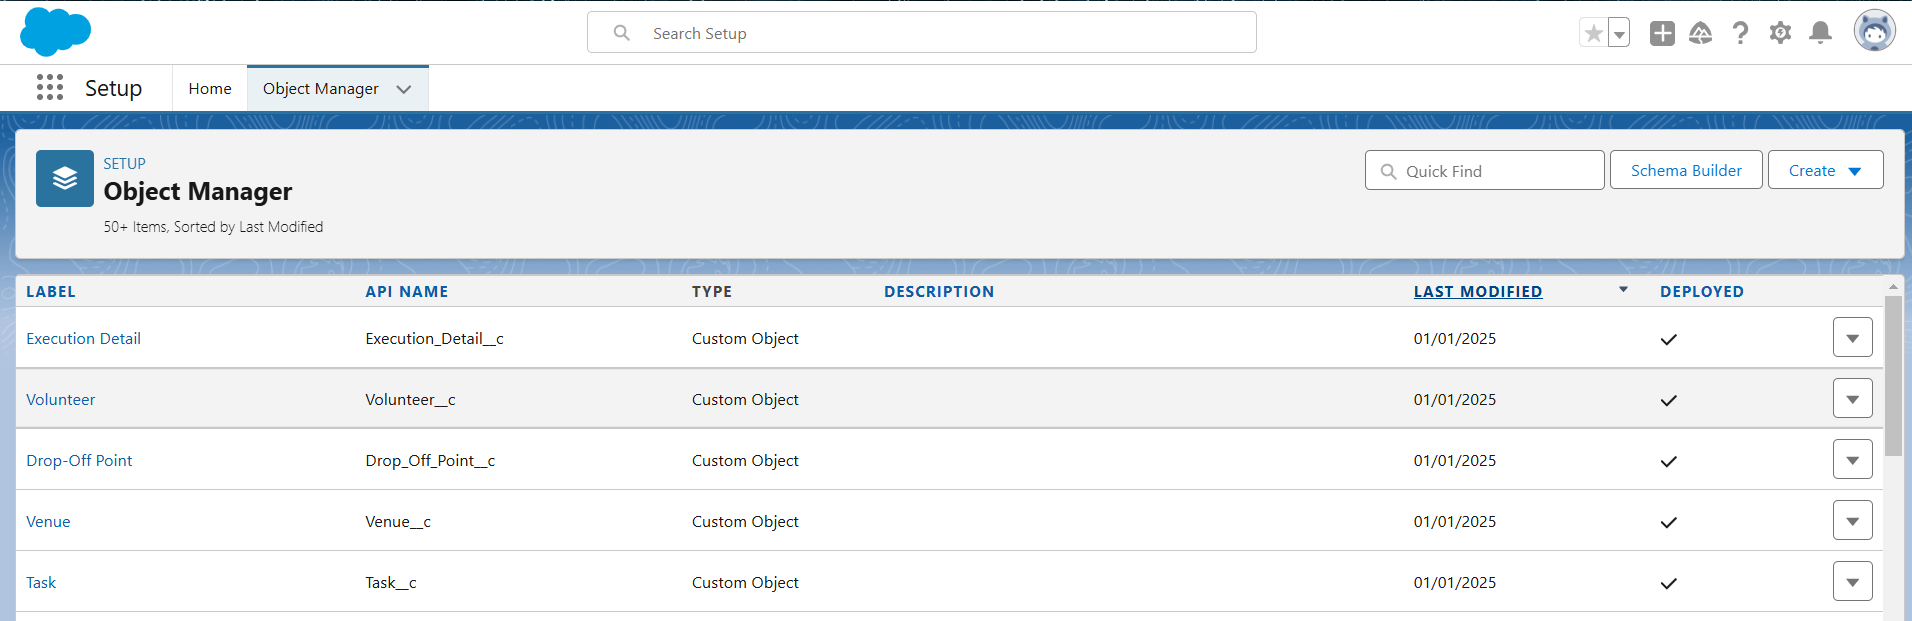 Search Setup
Setup Home Object Manager
SETUP
Object Manager
50+ Items, Sorted by Last Modified
Quick Find Schema Builder Create
LABEL API NAME TYPE DESCRIPTION LAST MODIFIED DEPLOYED
Execution Detail Execution_Detail__c Custom Object 01/01/2025
Volunteer Volunteer__c Custom Object 01/01/2025
Drop-Off Point Drop_Off_Point__c Custom Object 01/01/2025
Venue Venue__c Custom Object 01/01/2025
Task Task__c Custom Object 01/01/2025